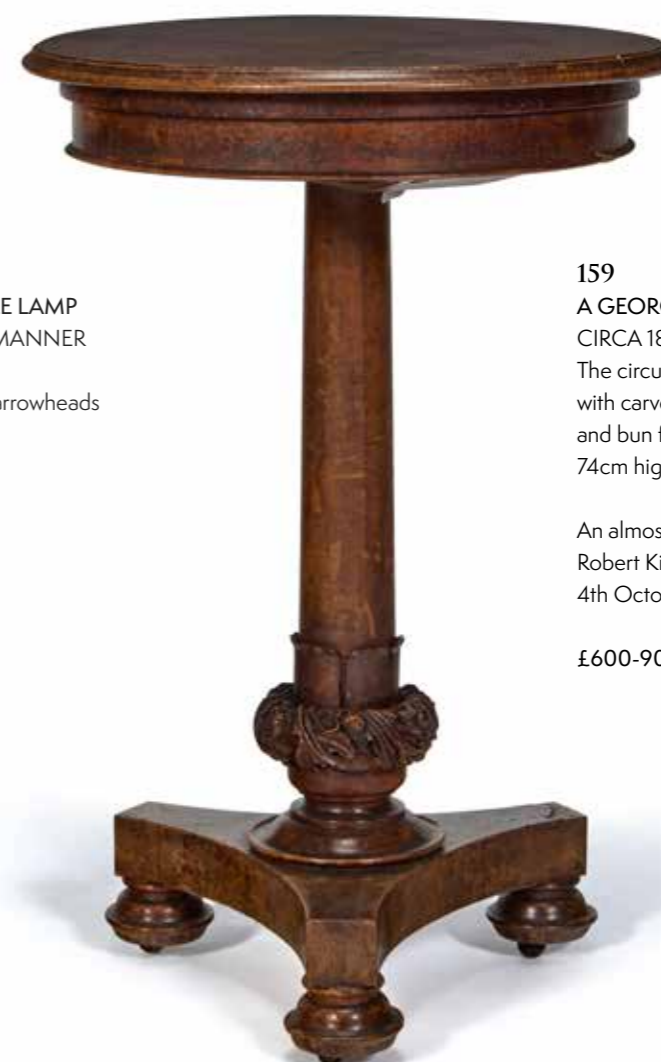 E LAMP
MANNER
arrowheads
159
A GEOR
CIRCA 18
The circu
with carv
and bun f
74cm hig
An almos
Robert Ki
4th Octo
£600-90